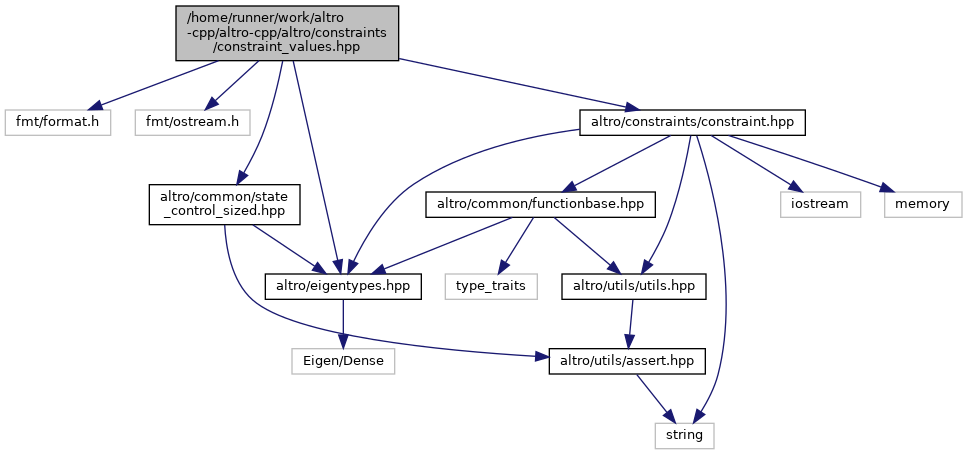 /home/runner/work/altro
-cpp/altro-cpp/altro/constraints
/constraint_values.hpp
fmt/format.h
fmt/ostream.h
altro/constraints/constraint.hpp
altro/common/state
_control_sized.hpp
altro/common/functionbase.hpp
iostream
memory
altro/eigentypes.hpp
type_traits
altro/utils/utils.hpp
Eigen/Dense
altro/utils/assert.hpp
string